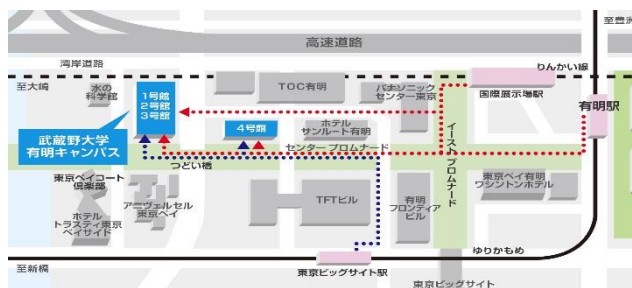 至豊洲
高速道路
湾岸道路
りんかい線
至大崎
水の
科学館
1号館
2号館
3号館
TOC有明
パナソニック
センター東京
国際展示場駅
有明駅
武蔵野大学
有明キャンパス
4号館
ホテル
サンルート有明
センター プロムナード
イースト プロムナード
つどい橋
東京ベイコート
倶楽部
アニヴェルセル
東京ベイ
ホテル
トラスティ東京
ベイサイド
TFTビル
有明
フロンティア
ビル
東京ベイ有明
ワシントンホテル
ゆりかもめ
至新橋
東京ビッグサイト駅
東京ビッグサイト